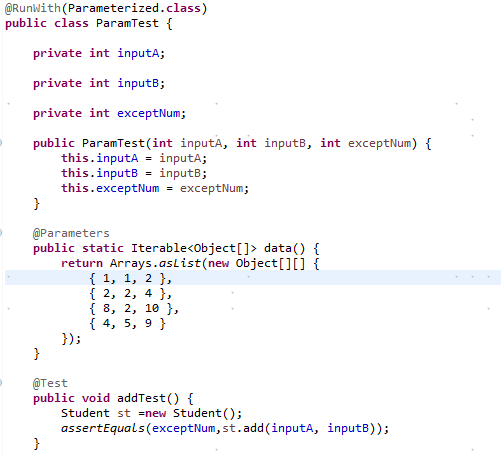 @RunWith(Parameterized.class)
public class ParamTest {
private int inputA;
private int inputB;
private int exceptNum;
public ParamTest(int inputA, int inputB, int exceptNum) {
this.inputA = inputA;
this.inputB = inputB;
this.exceptNum = exceptNum;
}
@Parameters
public static Iterable<Object[]> data() {
return Arrays.asList(new Object[][] {
{ 1, 1, 2 },
{ 2, 2, 4 },
{ 8, 2, 10 },
{ 4, 5, 9 }
});
}
@Test
public void addTest() {
Student st =new Student();
assertEquals(exceptNum,st.add(inputA, inputB));
}